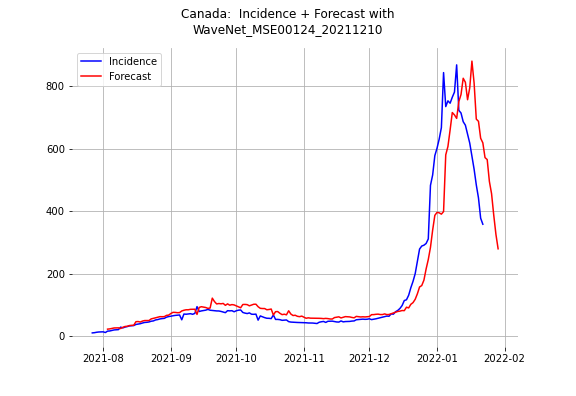 Canada:  Incidence + Forecast with
WaveNet_MSE00124_20211210
Incidence
Forecast
800
600
400
200
0
2021-08 2021-09 2021-10 2021-11 2021-12 2022-01 2022-02